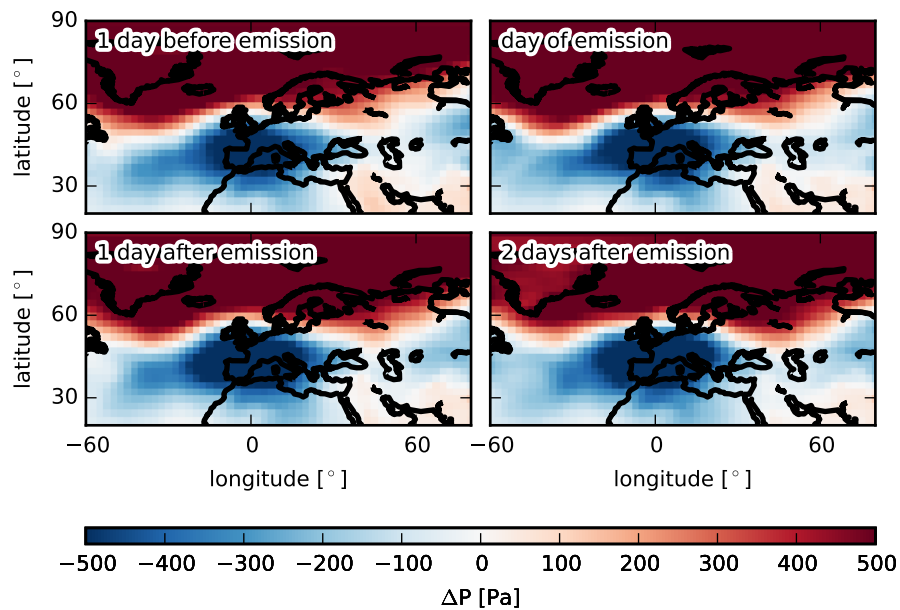 90
1 day before emission
day of emission
60
latitude [°]
30
90
1 day after emission
2 days after emission
60
latitude [°]
30
−60
0
60
−60
0
60
longitude [°]
longitude [°]
−500
−400
−300
−200
−100
0
100
200
300
400
500
ΔP [Pa]